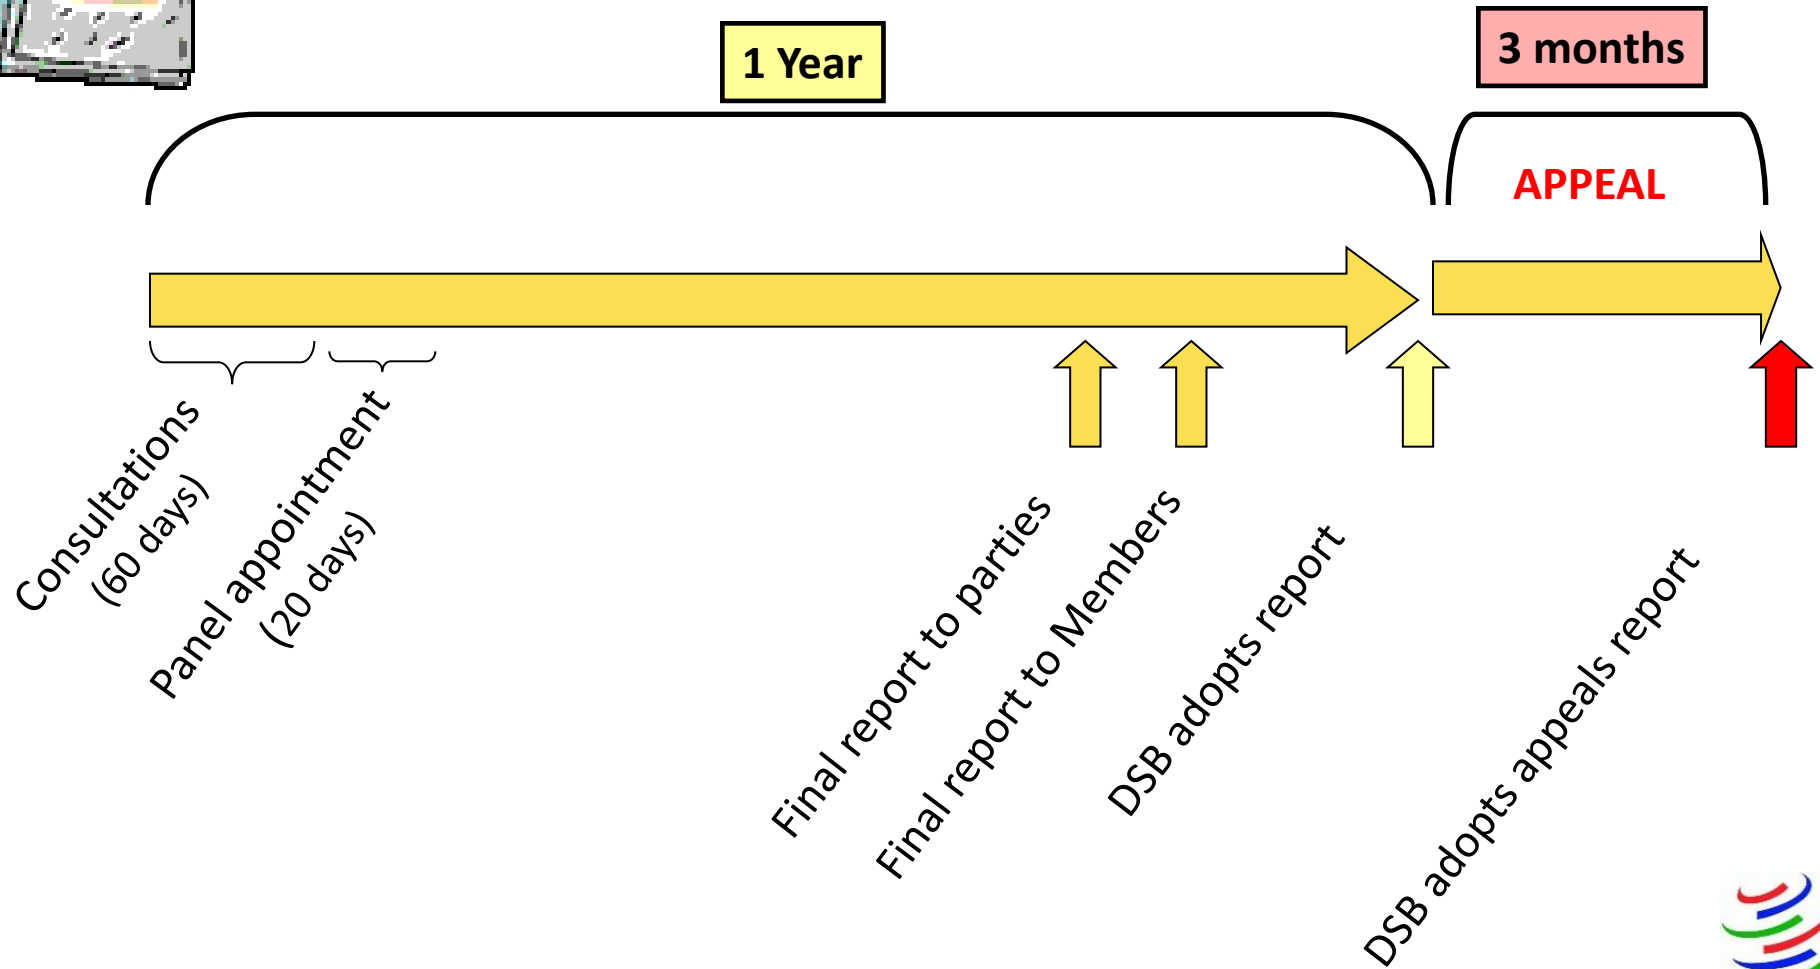 1 Year
3 months
APPEAL
Consultations
(60 days)
Panel appointment
(20 days)
Final report to parties
Final report to Members
DSB adopts report
DSB adopts appeals report